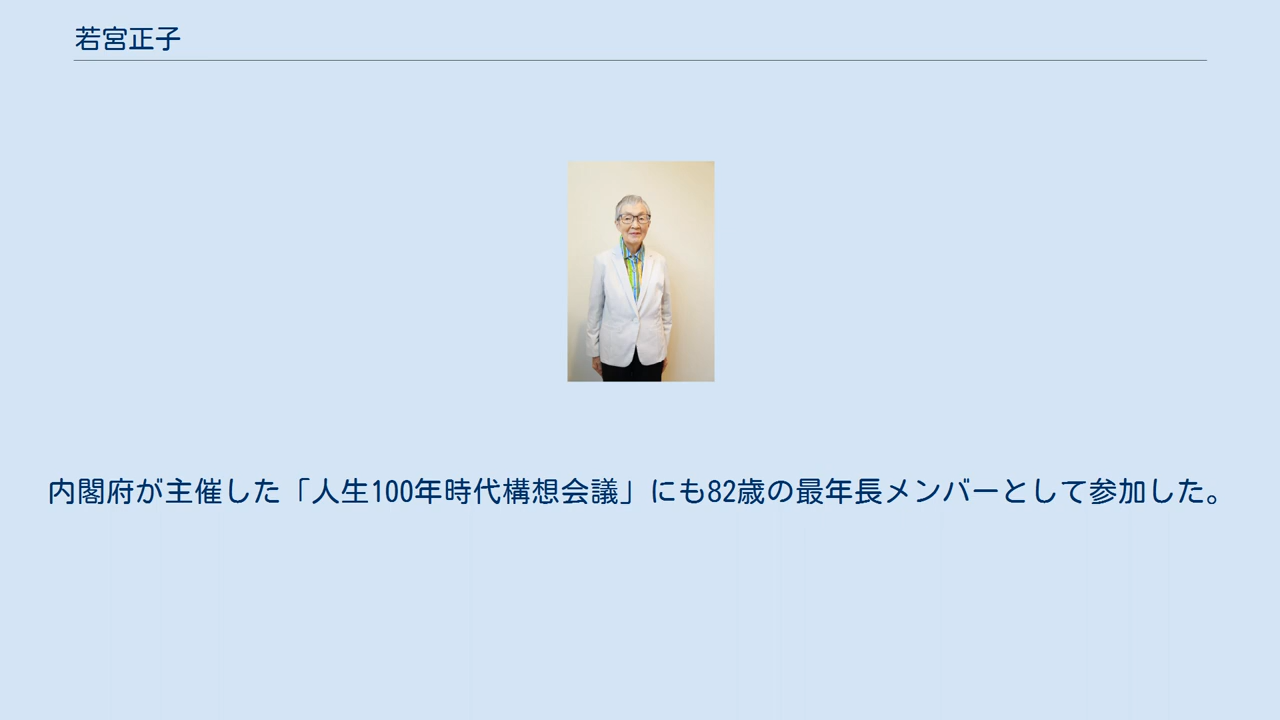 若宮正子
内閣府が主催した「人生100年時代構想会議」にも82歳の最年長メンバーとして参加した。